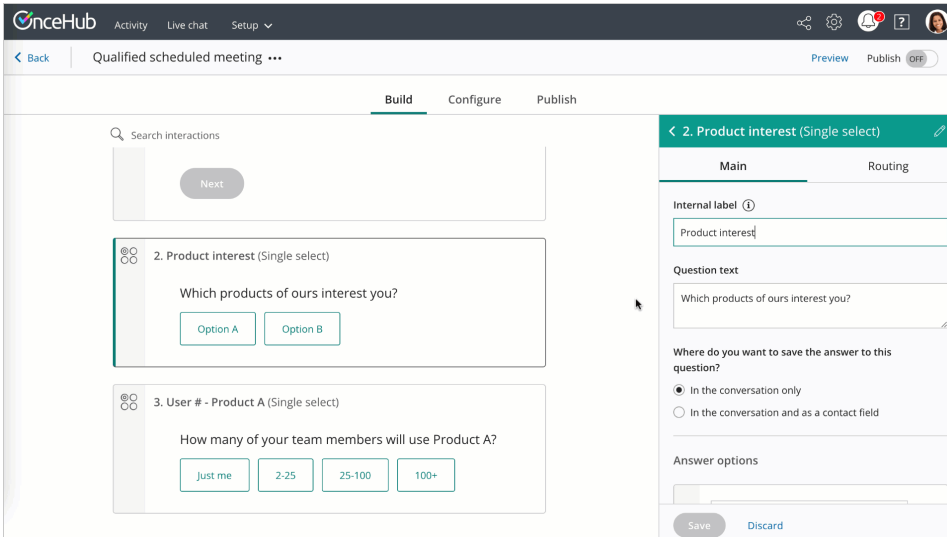 OnceHub Activity Live chat Setup 2 ?
Back Qualified scheduled meeting ••• Preview Publish OFF
Build Configure Publish
Search interactions
Next
2. Product interest (Single select)
Which products of ours interest you?
Option A Option B
3. User # - Product A (Single select)
How many of your team members will use Product A?
Just me 2-25 25-100 100+
2. Product interest (Single select)
Main Routing
Internal label i
Product interest
Question text
Which products of ours interest you?
Where do you want to save the answer to this
question?
In the conversation only
In the conversation and as a contact field
Answer options
Save Discard